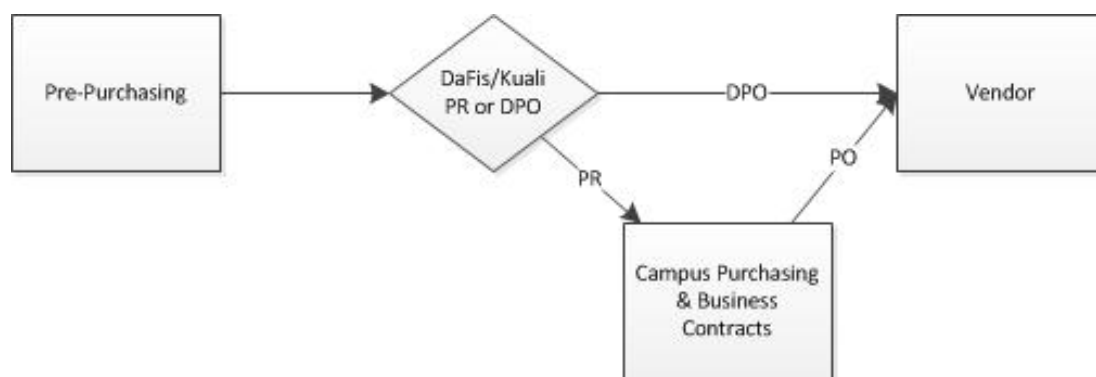 Pre-Purchasing
DaFis/Kuali
PR or DPO
DPO
Vendor
PR
PO
Campus Purchasing
& Business
Contracts